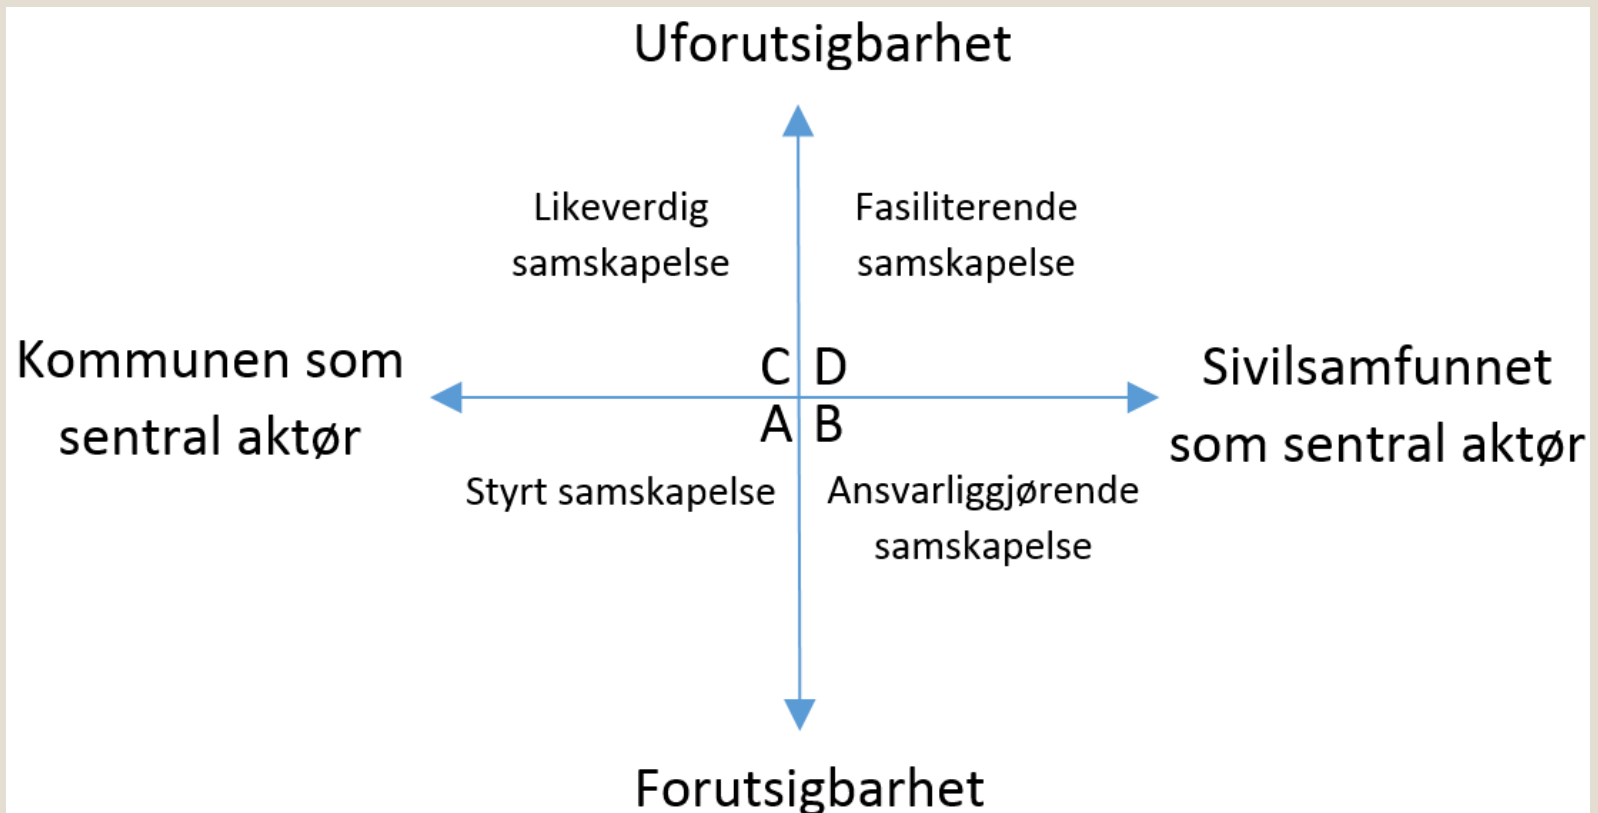 Uforutsigbarhet
Likeverdig
samskapelse
Fasiliterende
samskapelse
Kommunen som
sentral aktør
C D
A B
Sivilsamfunnet
som sentral aktør
Styrt samskapelse
Ansvarliggjørende
samskapelse
Forutsigbarhet